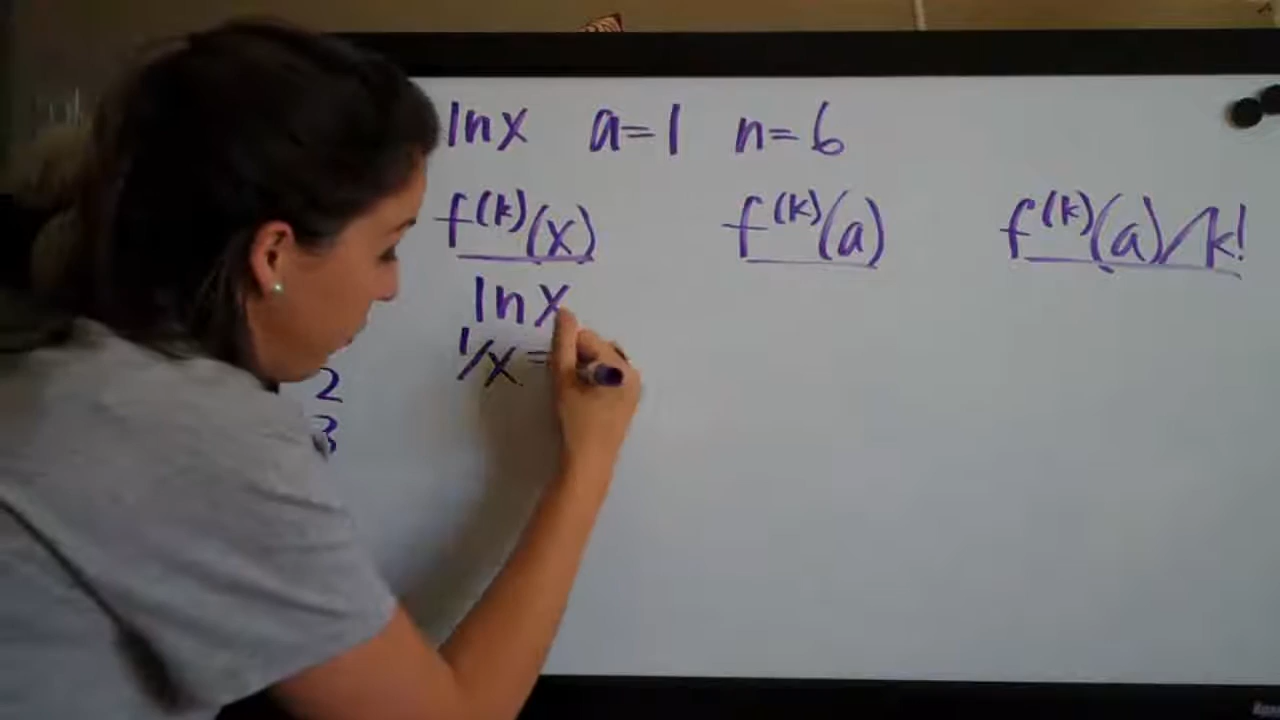 ln x a=1 n=6
f^(k)(x) f^(k)(a) f^(k)(a)/k!
ln x
1/x =
2
3